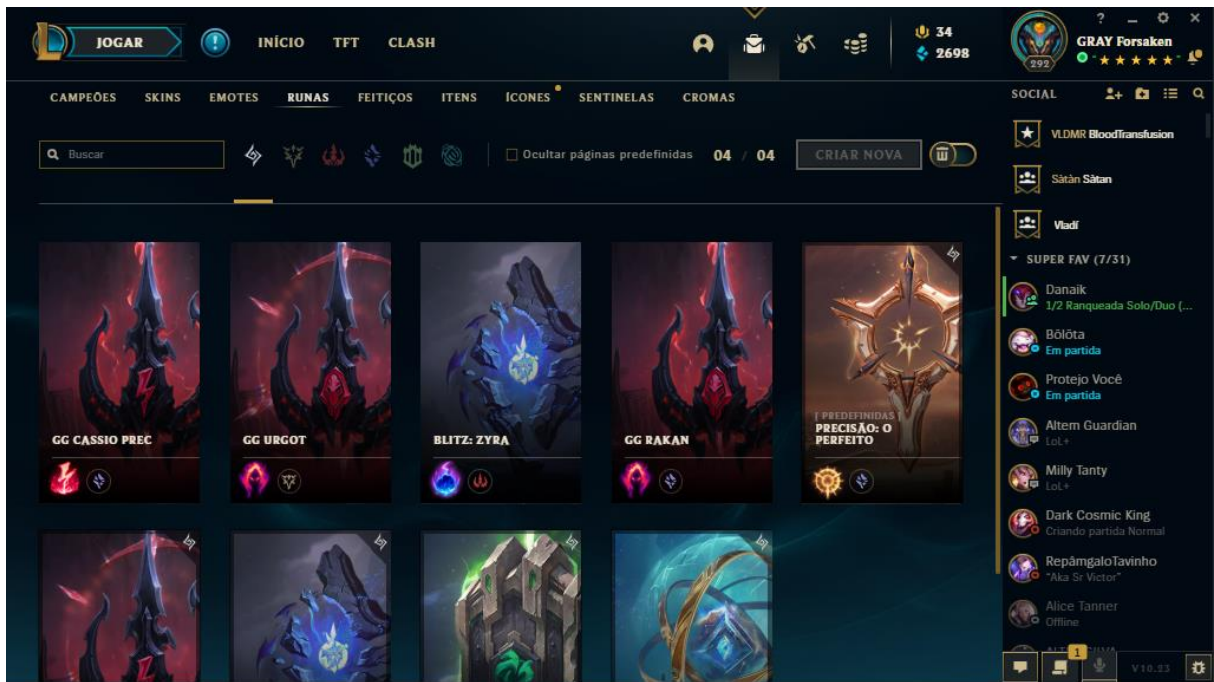 JOGAR
INÍCIO TFT CLASH
34
2698
? _
292
GRAY Forsaken
CAMPEÕES SKINS EMOTES RUNAS FEITIÇOS ITENS ÍCONES SENTINELAS CROMAS
Buscar
Ocultar páginas predefinidas 04 / 04
CRIAR NOVA
GG CASSIO PREC
GG URGOT
BLITZ: ZYRA
GG RAKAN
[ PREDEFINIDAS ]
PRECISÃO: O
PERFEITO
SOCIAL
VLDMR BloodTransfusion
Sàtàn Sàtan
Vladí
SUPER FAV (7/31)
Danaik
1/2 Ranqueada Solo/Duo (...
Bôlôta
Em partida
Protejo Você
Em partida
Altem Guardian
LoL+
Milly Tanty
LoL+
Dark Cosmic King
Criando partida Normal
RepâmgaloTavinho
"Aka Sr Victor"
Alice Tanner
Offline
1
V10.23